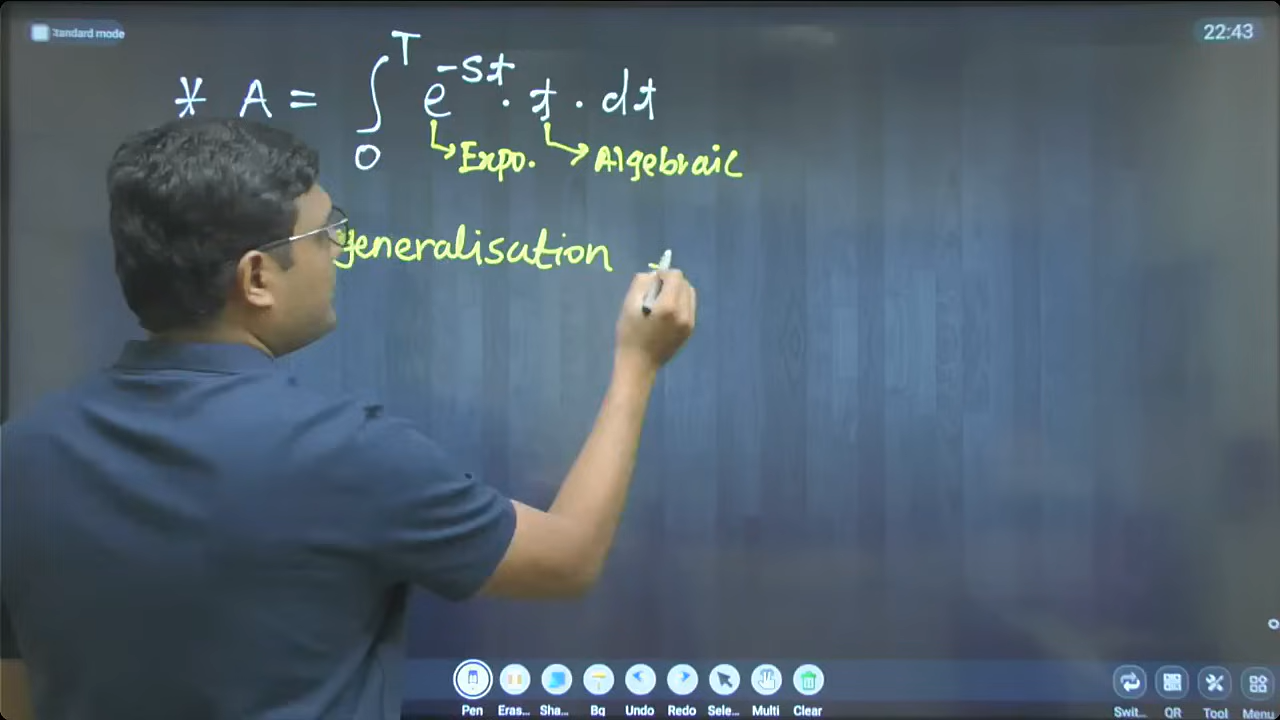 Standard mode
22:43
* A = ∫₀ᵀ e^{-st} · t · dt
Expo. Algebraic
generalisation
Pen Eras... Sha... Bg Undo Redo Sele... Multi Clear
Swit... QR Tool Menu